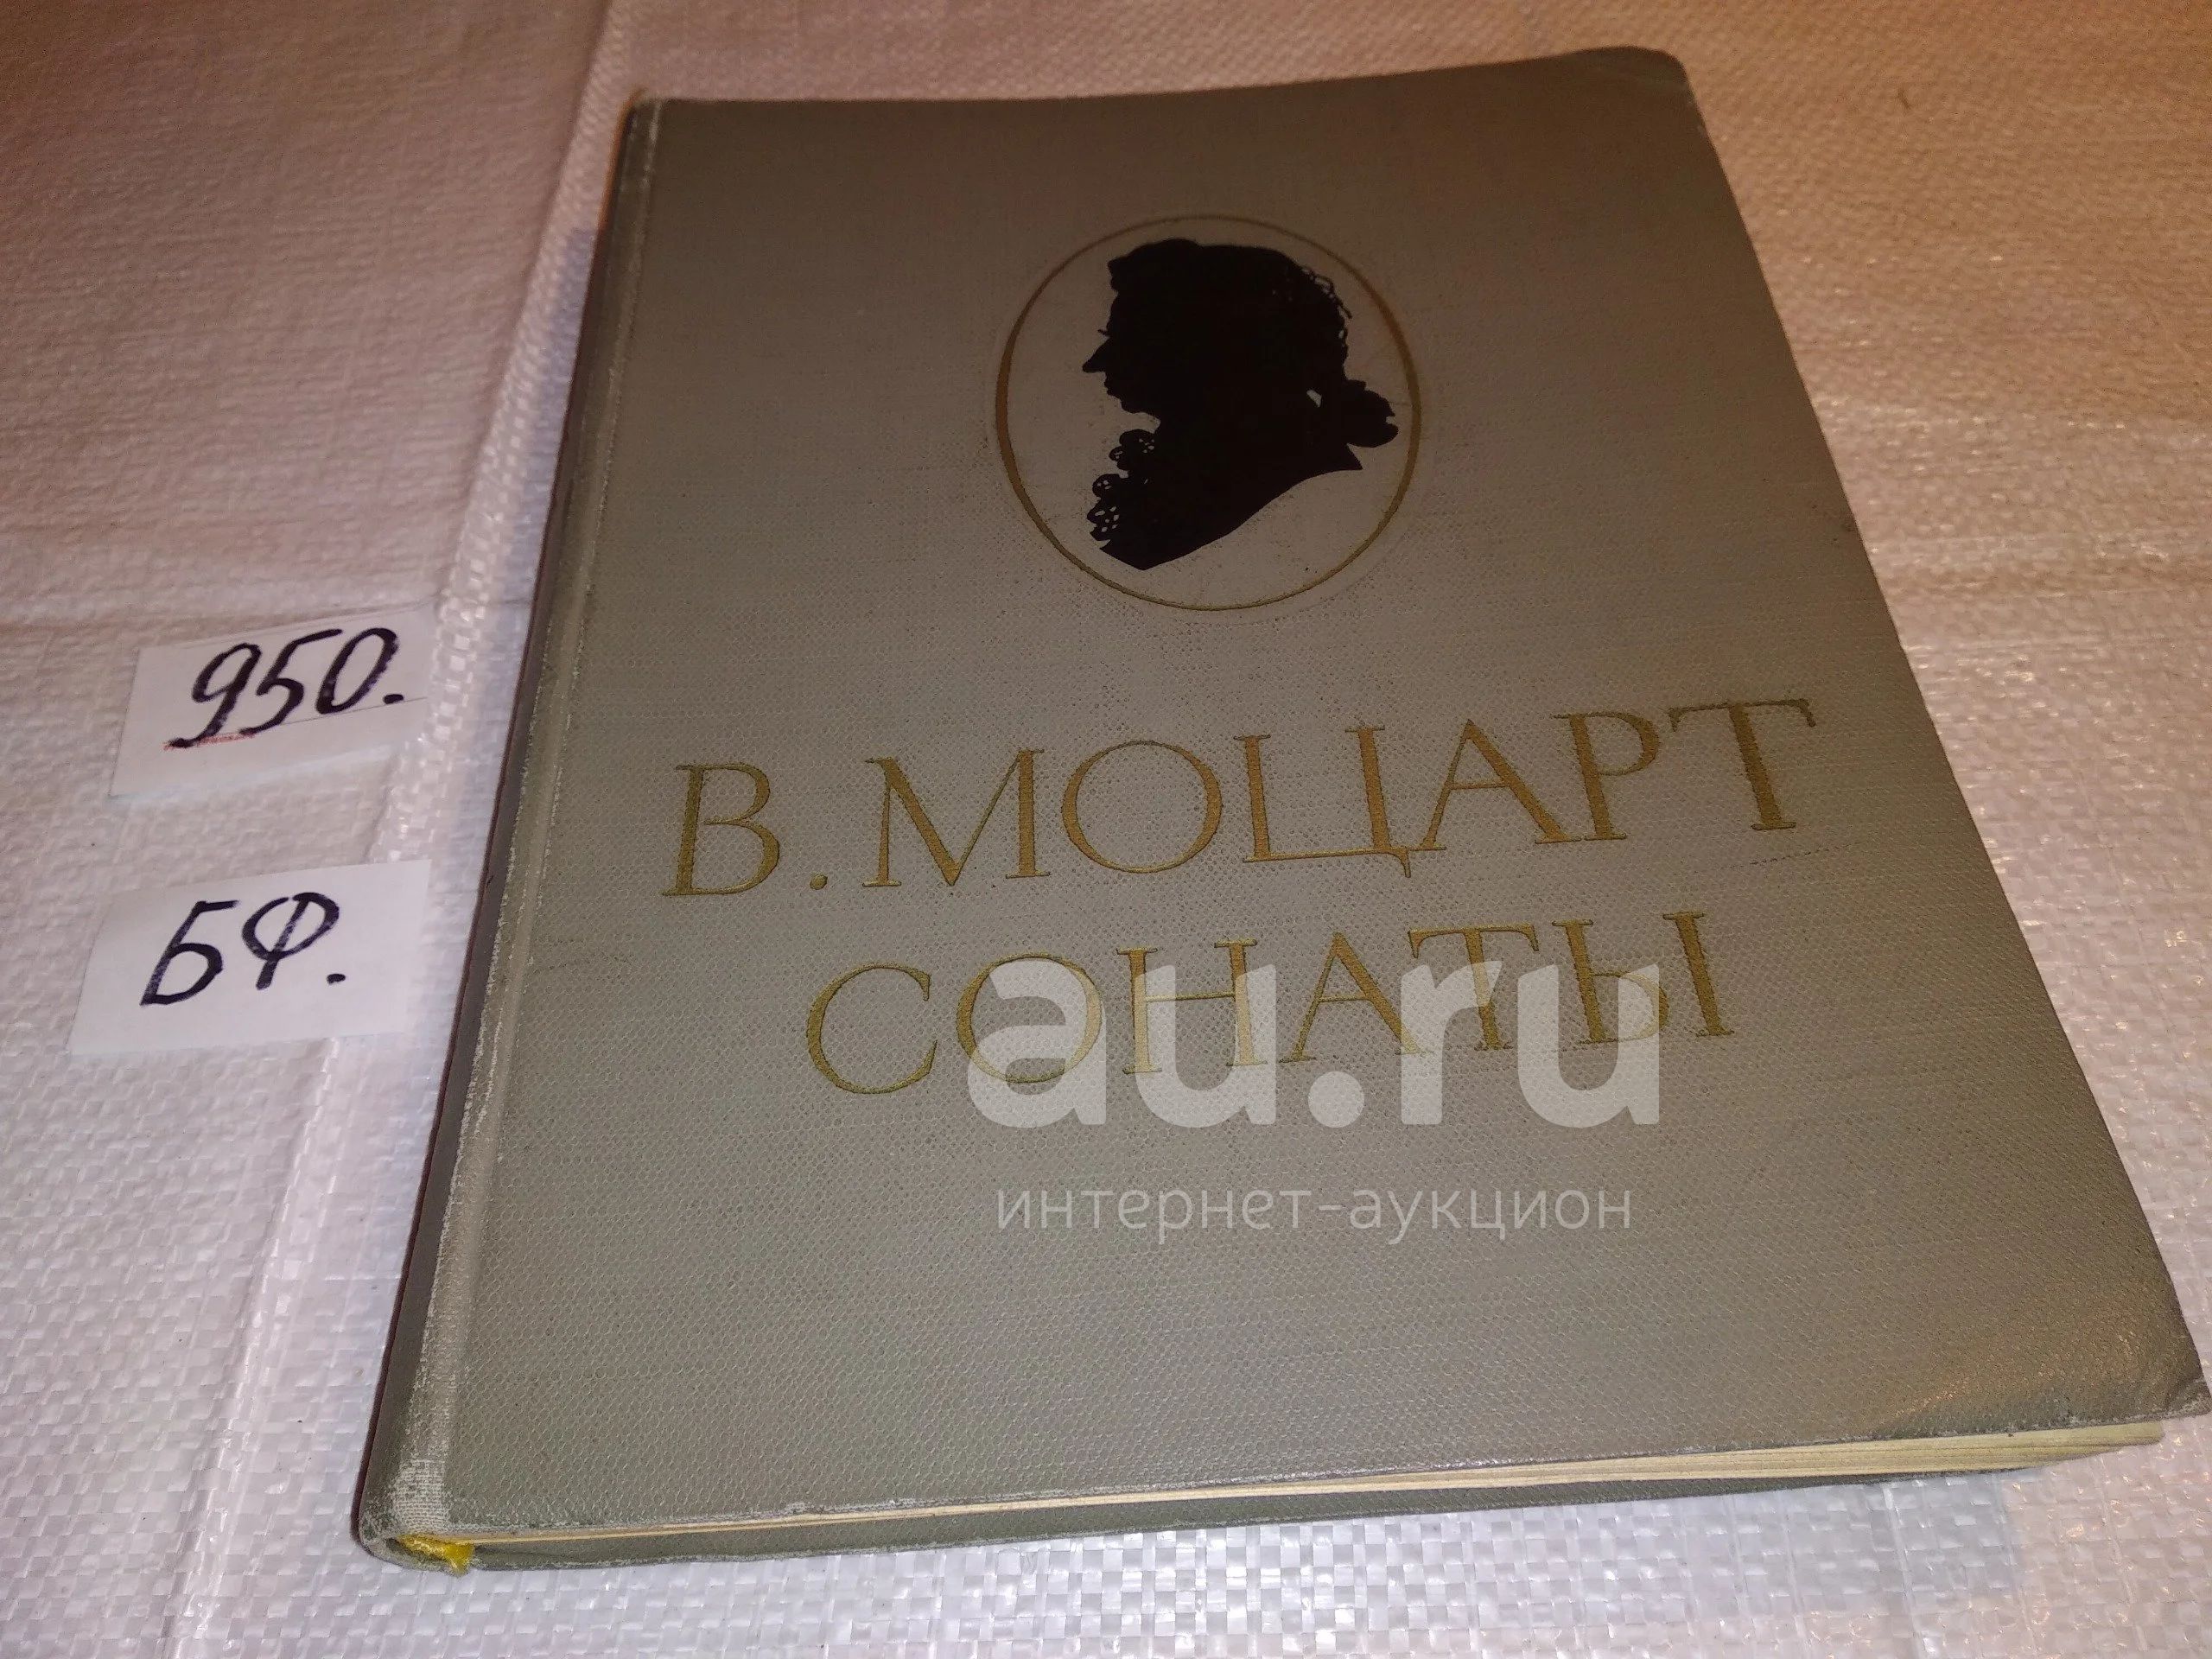 950.
БФ.
В. МОЦАРТ
СОНАТЫ
au.ru
интернет-аукцион